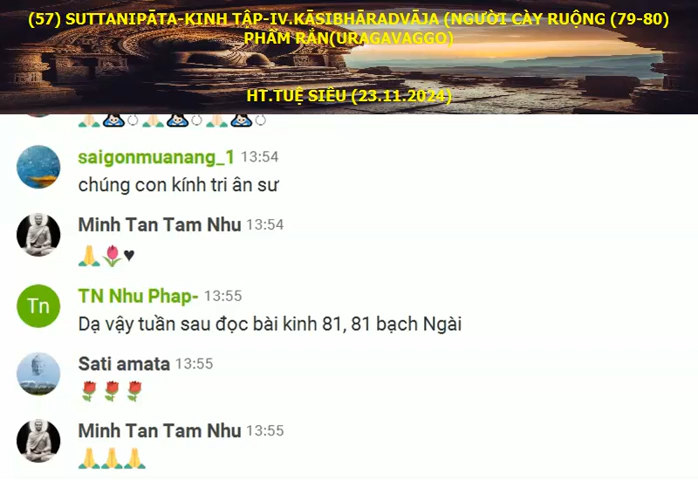 (57) SUTTANIPĀTA-KINH TẬP-IV.KĀSIBHĀRADVĀJA (NGƯỜI CÀY RUỘNG (79-80)
PHẨM RẮN(URAGAVAGGO)
HT.TUỆ SIÊU (23.11.2024)
saigonmuanang_1 13:54
chúng con kính tri ân sư
Minh Tan Tam Nhu 13:54
🙏🌷♥
TN Nhu Phap- 13:55
Tn
Dạ vậy tuần sau đọc bài kinh 81, 81 bạch Ngài
Sati amata 13:55
🌹🌹🌹
Minh Tan Tam Nhu 13:55
🙏🙏🙏